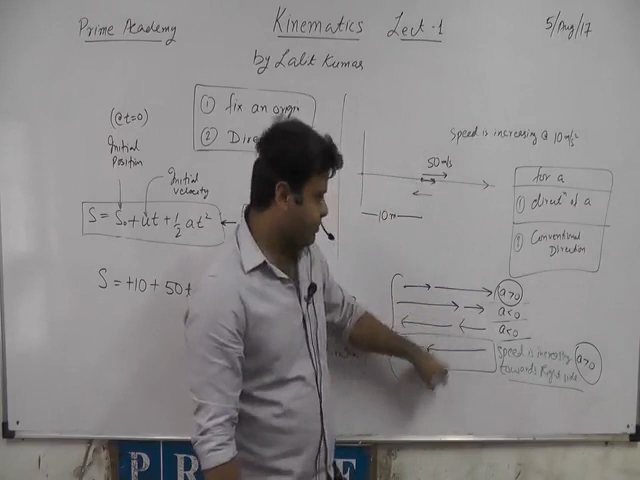 Prime Academy
Kinematics Lect-1
5/Aug/17
by Lalit Kumar
① fix an origin
② Dire
(@t=0)
Initial Position
Initial velocity
S = S₀ + ut + ½ at²
S = +10 + 50t
Speed is increasing @ 10 m/s²
50 m/s
10m
for a
① directⁿ of a
② Conventional Direction
a>0
a<0
a<0
Speed is increasing
towards Right side
a>0
P R E